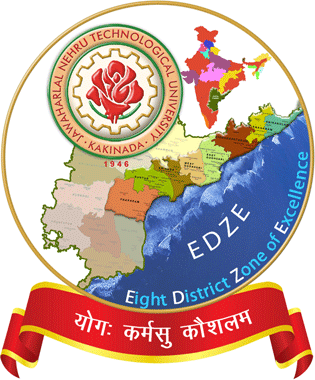 JAWAHARLAL NEHRU TECHNOLOGICAL UNIVERSITY
KAKINADA
1946
EDZE
Eight District Zone of Excellence
योगः कर्मसु कौशलम